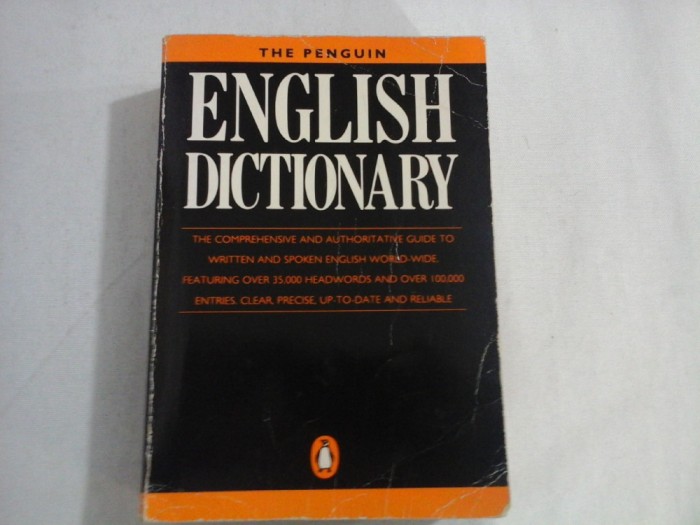 THE PENGUIN
ENGLISH
DICTIONARY
THE COMPREHENSIVE AND AUTHORITATIVE GUIDE TO
WRITTEN AND SPOKEN ENGLISH WORLD-WIDE.
FEATURING OVER 35,000 HEADWORDS AND OVER 100,000
ENTRIES. CLEAR, PRECISE, UP-TO-DATE AND RELIABLE